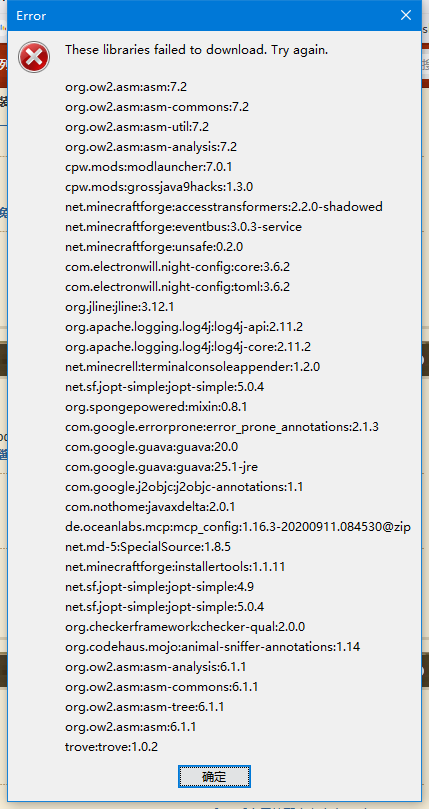 Error
These libraries failed to download. Try again.
org.ow2.asm:asm:7.2
org.ow2.asm:asm-commons:7.2
org.ow2.asm:asm-util:7.2
org.ow2.asm:asm-analysis:7.2
cpw.mods:modlauncher:7.0.1
cpw.mods:grossjava9hacks:1.3.0
net.minecraftforge:accesstransformers:2.2.0-shadowed
net.minecraftforge:eventbus:3.0.3-service
net.minecraftforge:unsafe:0.2.0
com.electronwill.night-config:core:3.6.2
com.electronwill.night-config:toml:3.6.2
org.jline:jline:3.12.1
org.apache.logging.log4j:log4j-api:2.11.2
org.apache.logging.log4j:log4j-core:2.11.2
net.minecrell:terminalconsoleappender:1.2.0
net.sf.jopt-simple:jopt-simple:5.0.4
org.spongepowered:mixin:0.8.1
com.google.errorprone:error_prone_annotations:2.1.3
com.google.guava:guava:20.0
com.google.guava:guava:25.1-jre
com.google.j2objc:j2objc-annotations:1.1
com.nothome:javaxdelta:2.0.1
de.oceanlabs.mcp:mcp_config:1.16.3-20200911.084530@zip
net.md-5:SpecialSource:1.8.5
net.minecraftforge:installertools:1.1.11
net.sf.jopt-simple:jopt-simple:4.9
net.sf.jopt-simple:jopt-simple:5.0.4
org.checkerframework:checker-qual:2.0.0
org.codehaus.mojo:animal-sniffer-annotations:1.14
org.ow2.asm:asm-analysis:6.1.1
org.ow2.asm:asm-commons:6.1.1
org.ow2.asm:asm-tree:6.1.1
org.ow2.asm:asm:6.1.1
trove:trove:1.0.2
确定